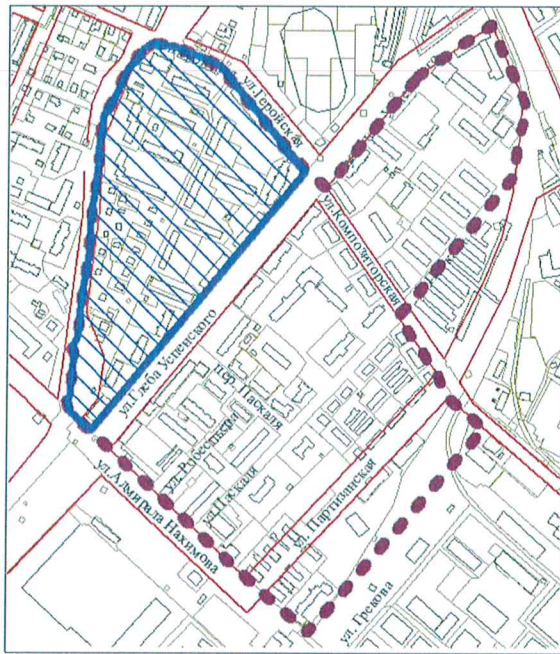 ул.Геройская
ул.Композиторская
ул.Глеба Успенского
пер. Паскаля
ул.Робеспьера
ул.Паскаля
ул.Адмирала Нахимова
ул. Партизанская
ул. Грекова